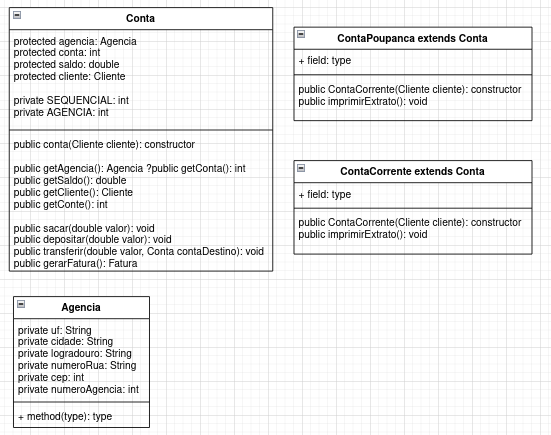 Conta
protected agencia: Agencia
protected conta: int
protected saldo: double
protected cliente: Cliente
private SEQUENCIAL: int
private AGENCIA: int
public conta(Cliente cliente): constructor
public getAgencia(): Agencia ?public getConta(): int
public getSaldo(): double
public getCliente(): Cliente
public getConte(): int
public sacar(double valor): void
public depositar(double valor): void
public transferir(double valor, Conta contaDestino): void
public gerarFatura(): Fatura
ContaPoupanca extends Conta
+ field: type
public ContaCorrente(Cliente cliente): constructor
public imprimirExtrato(): void
ContaCorrente extends Conta
+ field: type
public ContaCorrente(Cliente cliente): constructor
public imprimirExtrato(): void
Agencia
private uf: String
private cidade: String
private logradouro: String
private numeroRua: String
private cep: int
private numeroAgencia: int
+ method(type): type